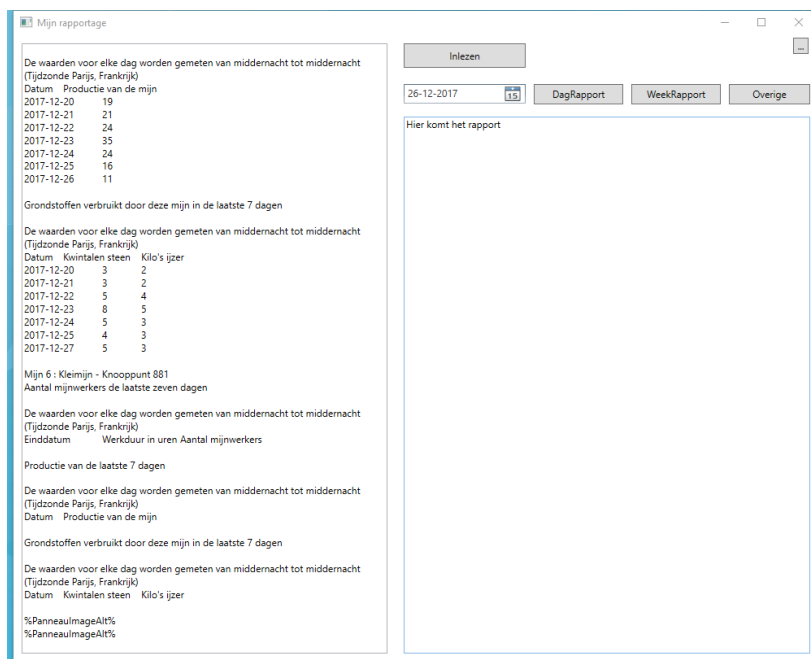 Mijn rapportage
De waarden voor elke dag worden gemeten van middernacht tot middernacht
(Tijdzonde Parijs, Frankrijk)
Datum Productie van de mijn
2017-12-20 19
2017-12-21 21
2017-12-22 24
2017-12-23 35
2017-12-24 24
2017-12-25 16
2017-12-26 11
Grondstoffen verbruikt door deze mijn in de laatste 7 dagen
De waarden voor elke dag worden gemeten van middernacht tot middernacht
(Tijdzonde Parijs, Frankrijk)
Datum Kwintalen steen Kilo's ijzer
2017-12-20 3 2
2017-12-21 3 2
2017-12-22 5 4
2017-12-23 8 5
2017-12-24 5 3
2017-12-25 4 3
2017-12-27 5 3
Mijn 6 : Kleimijn - Knooppunt 881
Aantal mijnwerkers de laatste zeven dagen
De waarden voor elke dag worden gemeten van middernacht tot middernacht
(Tijdzonde Parijs, Frankrijk)
Einddatum Werkduur in uren Aantal mijnwerkers
Productie van de laatste 7 dagen
De waarden voor elke dag worden gemeten van middernacht tot middernacht
(Tijdzonde Parijs, Frankrijk)
Datum Productie van de mijn
Grondstoffen verbruikt door deze mijn in de laatste 7 dagen
De waarden voor elke dag worden gemeten van middernacht tot middernacht
(Tijdzonde Parijs, Frankrijk)
Datum Kwintalen steen Kilo's ijzer
%PanneauImageAlt%
%PanneauImageAlt%
Inlezen
...
26-12-2017 15 DagRapport WeekRapport Overige
Hier komt het rapport